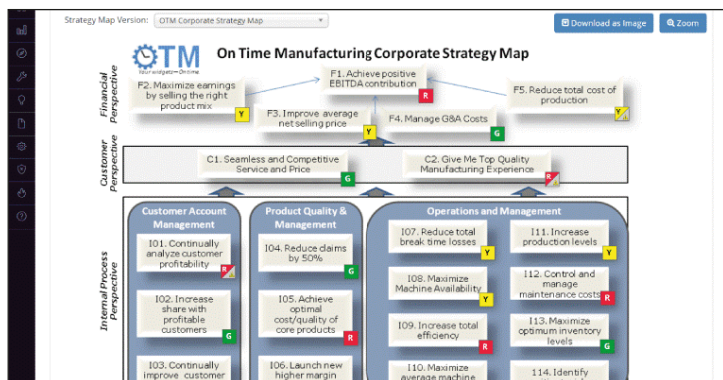 Strategy Map Version:
OTM Corporate Strategy Map
Download as Image
Zoom
OTM
Your widgets—On time.
On Time Manufacturing Corporate Strategy Map
Financial
Perspective
F1. Achieve positive
EBITDA contribution
R
F2. Maximize earnings
by selling the right
product mix
Y
F3. Improve average
net selling price
Y
F4. Manage G&A Costs
G
F5. Reduce total cost of
production
Y
Customer
Perspective
C1. Seamless and Competitive
Service and Price
G
C2. Give Me Top Quality
Manufacturing Experience
R
Internal Process
Perspective
Customer Account
Management
I01. Continually
analyze customer
profitability
R
I02. Increase
share with
profitable
customers
G
I03. Continually
improve customer
Product Quality &
Management
I04. Reduce claims
by 50%
G
I05. Achieve
optimal
cost/quality of
core products
R
I06. Launch new
higher margin
Operations and Management
I07. Reduce total
break time losses
Y
I08. Maximize
Machine Availability
Y
I09. Increase total
efficiency
R
I10. Maximize
average machine
I11. Increase
production levels
Y
I12. Control and
manage
maintenance costs
R
I13. Maximize
optimum inventory
levels
G
114. Identify